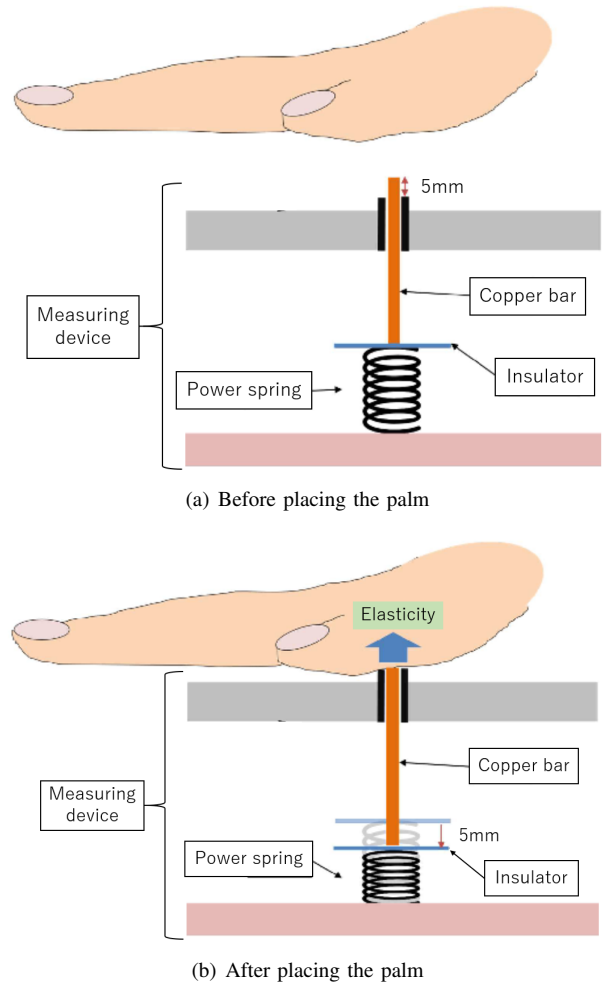 5mm
Copper bar
Measuring
device
Insulator
Power spring
(a) Before placing the palm
Elasticity
Copper bar
Measuring
device
5mm
Power spring
Insulator
(b) After placing the palm